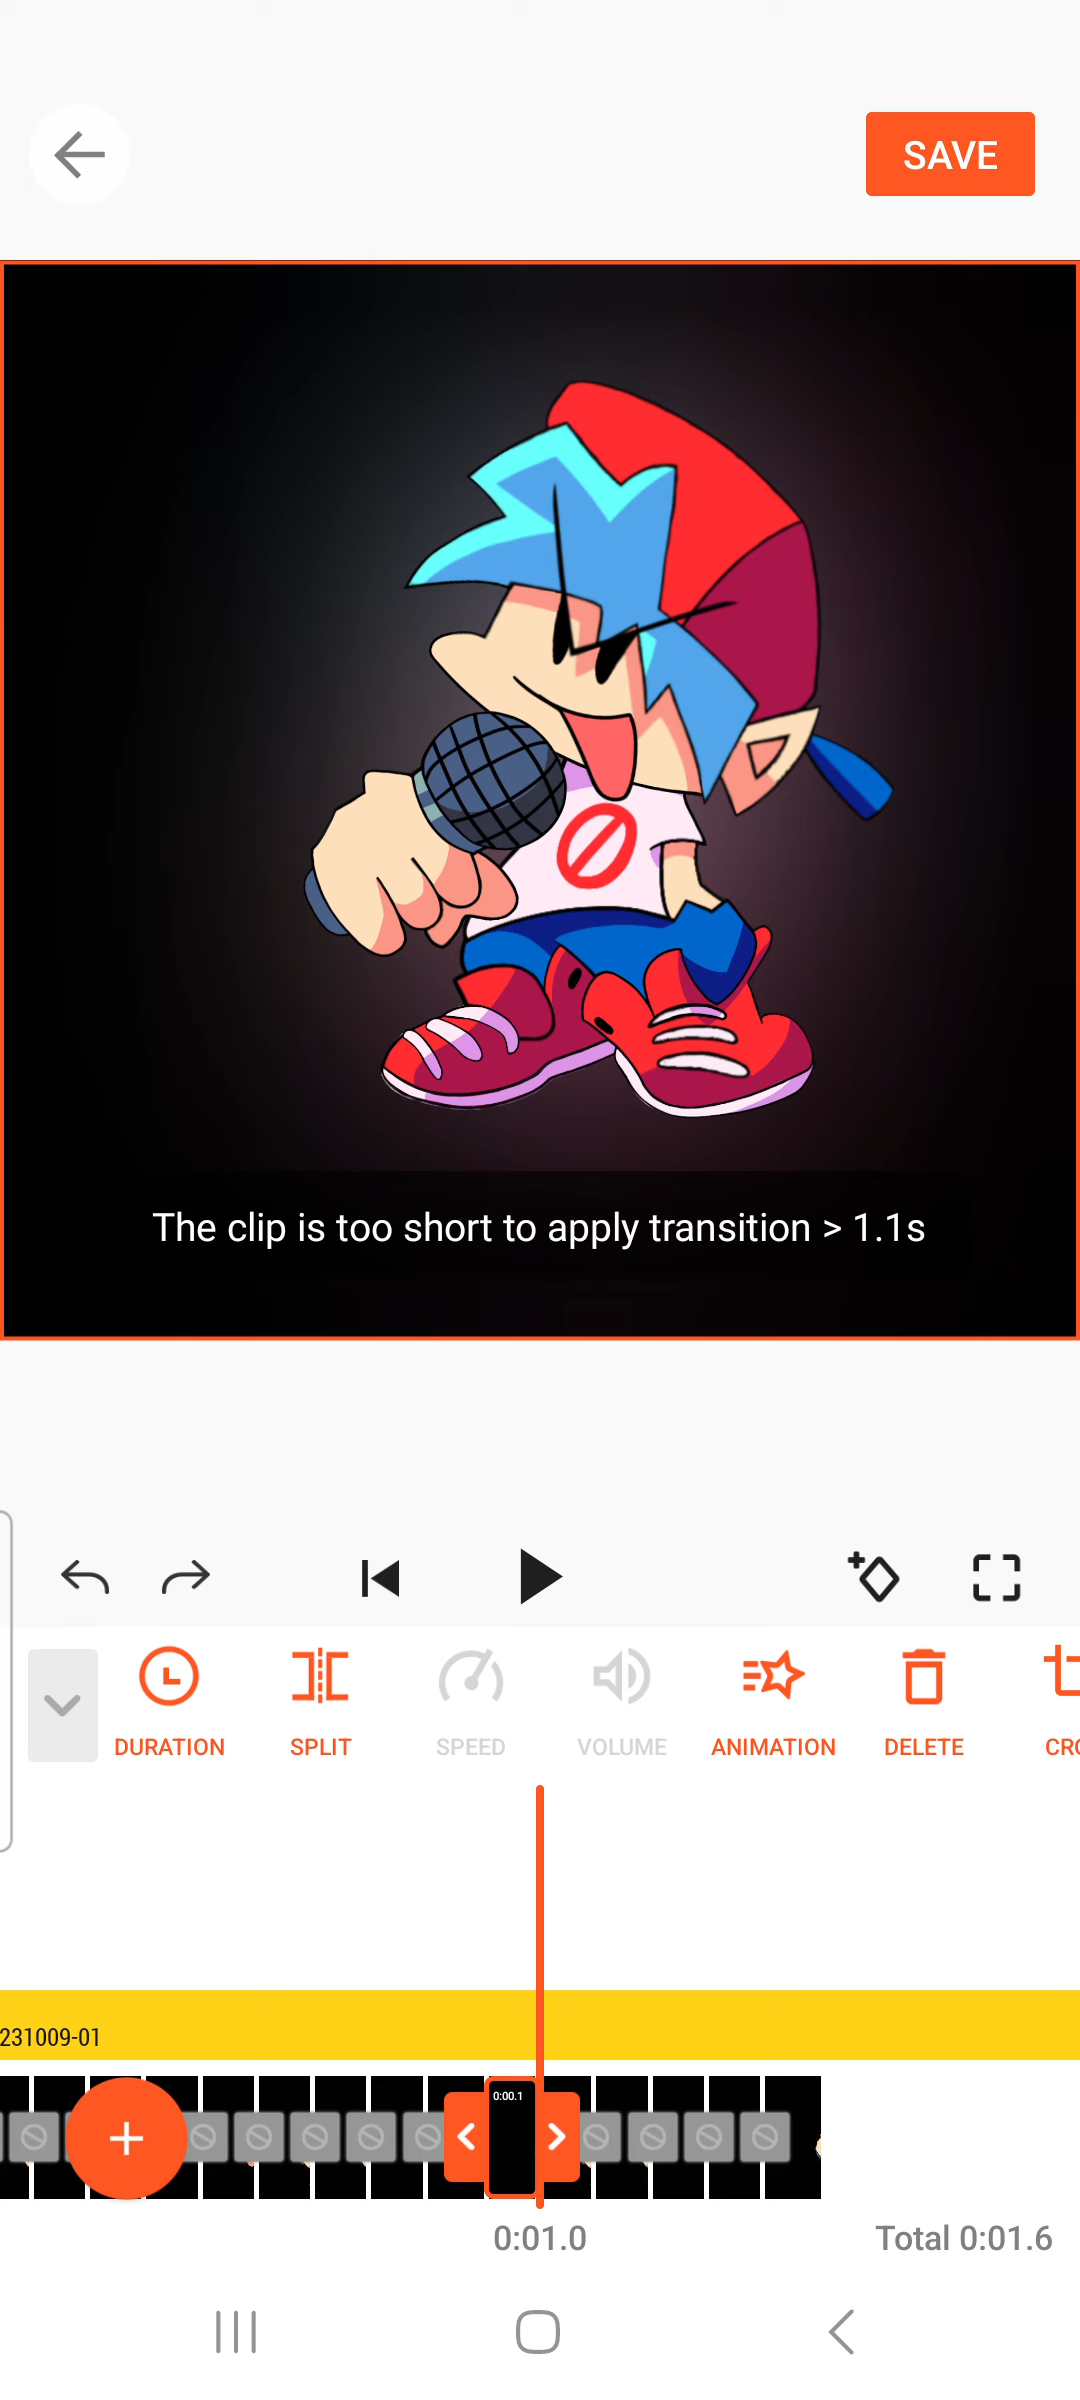 SAVE
The clip is too short to apply transition > 1.1s
DURATION SPLIT SPEED VOLUME ANIMATION DELETE CRO
231009-01
0:00.1
0:01.0 Total 0:01.6